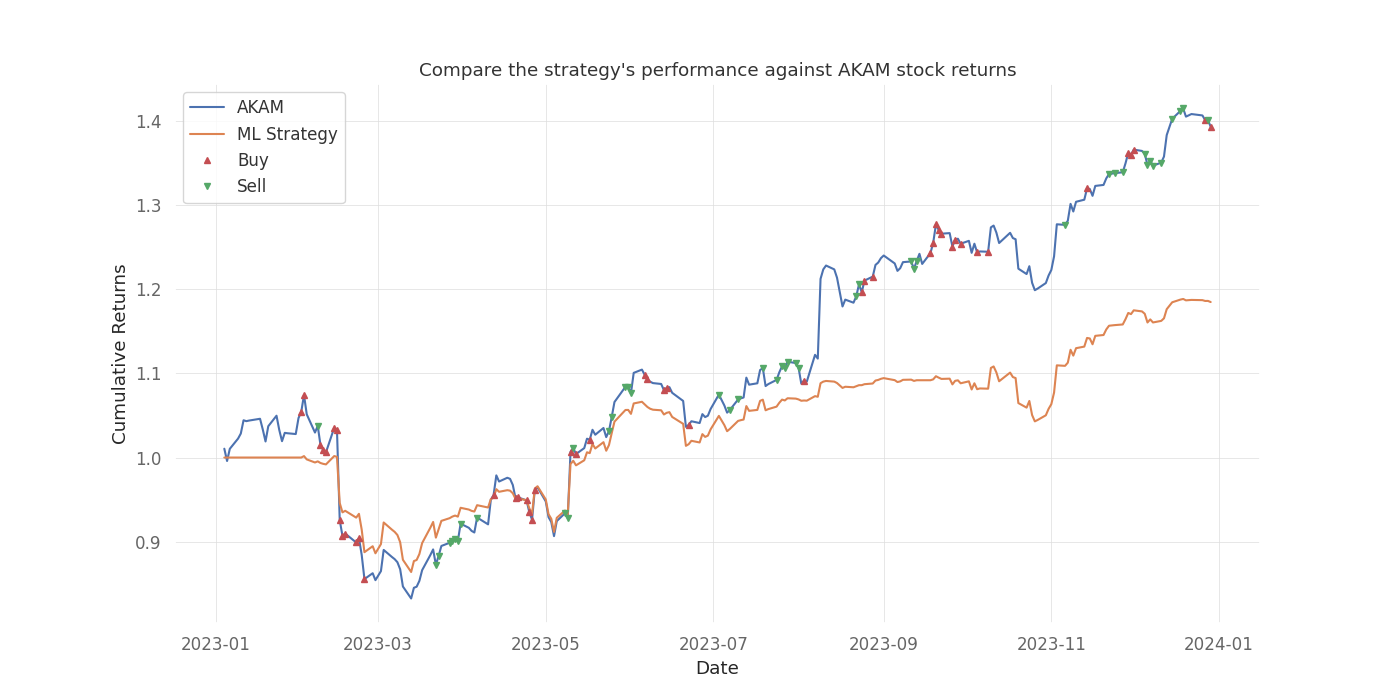 Compare the strategy's performance against AKAM stock returns
AKAM
ML Strategy
Buy
Sell
Cumulative Returns
1.4
1.3
1.2
1.1
1.0
0.9
2023-01
2023-03
2023-05
2023-07
2023-09
2023-11
2024-01
Date